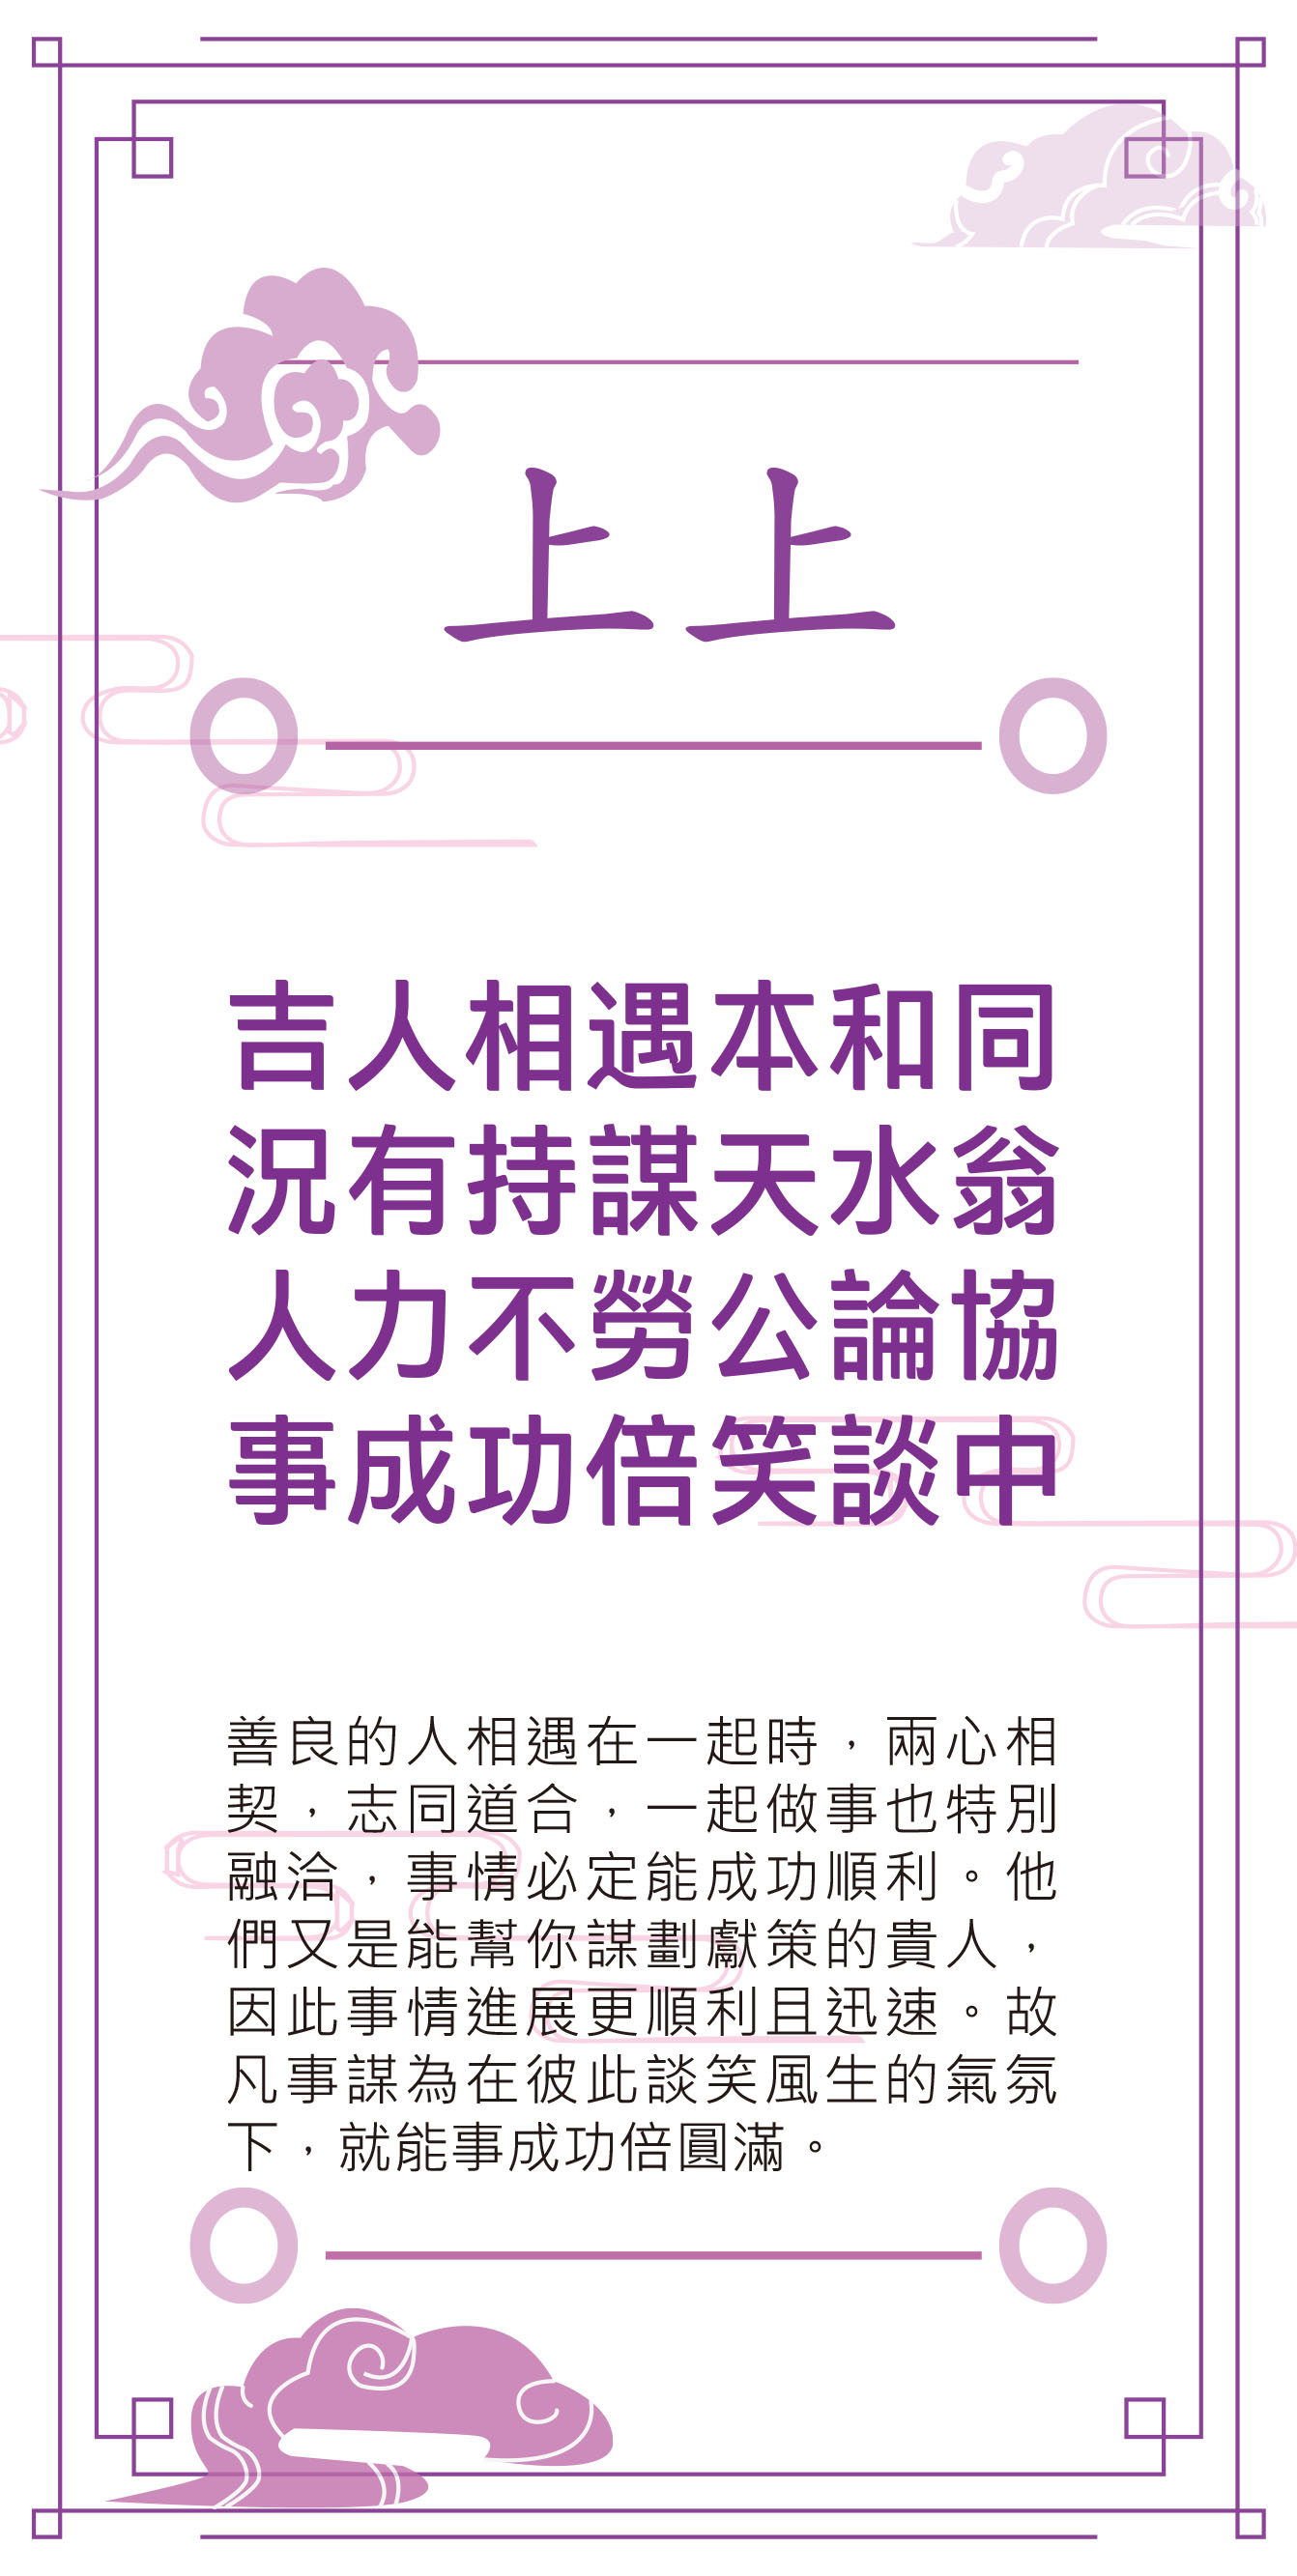 上上
吉人相遇本和同
況有持謀天水翁
人力不勞公論協
事成功倍笑談中
善良的人相遇在一起時，兩心相
契，志同道合，一起做事也特別
融洽，事情必定能成功順利。他
們又是能幫你謀劃獻策的貴人，
因此事情進展更順利且迅速。故
凡事謀為在彼此談笑風生的氣氛
下，就能事成功倍圓滿。